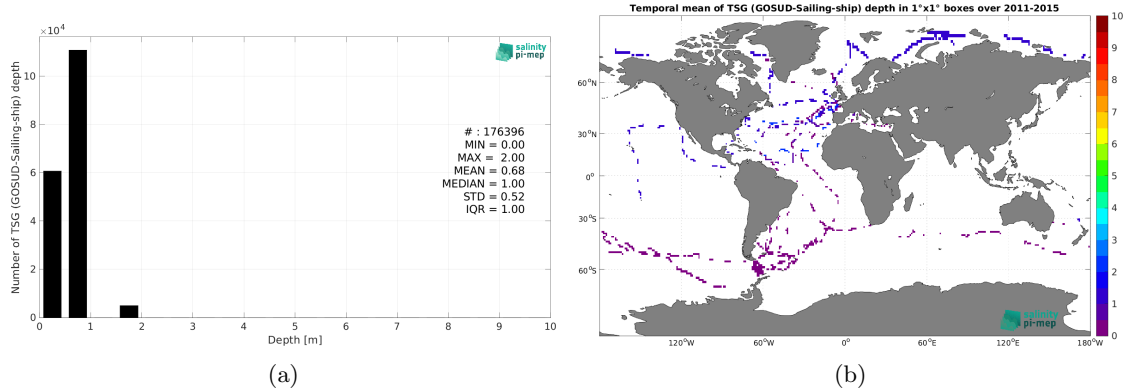 ×10⁴
10
8
6
4
2
0
Number of TSG (GOSUD-Sailing-ship) depth
salinity
pi-mep
# : 176396
MIN = 0.00
MAX = 2.00
MEAN = 0.68
MEDIAN = 1.00
STD = 0.52
IQR = 1.00
0 1 2 3 4 5 6 7 8 9 10
Depth [m]
(a)
Temporal mean of TSG (GOSUD-Sailing-ship) depth in 1°x1° boxes over 2011-2015
60°N
30°N
0°
30°S
60°S
120°W 60°W 0° 60°E 120°E 180°W
salinity
pi-mep
10
9
8
7
6
5
4
3
2
1
0
(b)